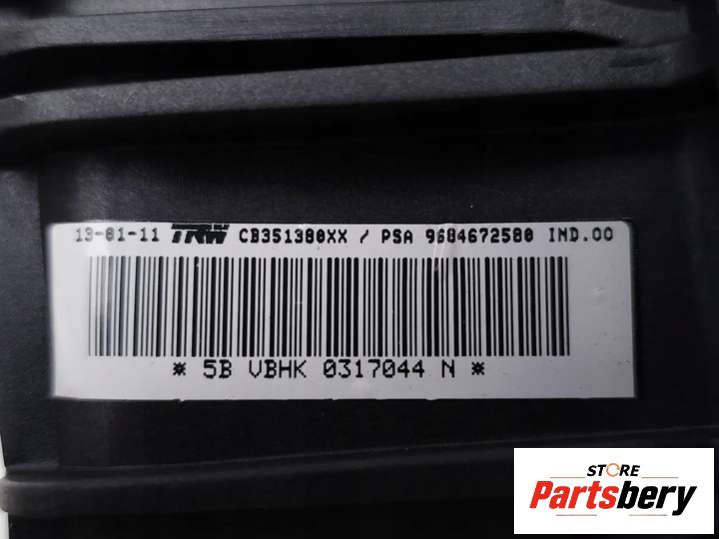 13-01-11 TRW CB351380XX / PSA 9684672580 IND.00
* 5B VBHK 0317044 N *
STORE
Partsbery